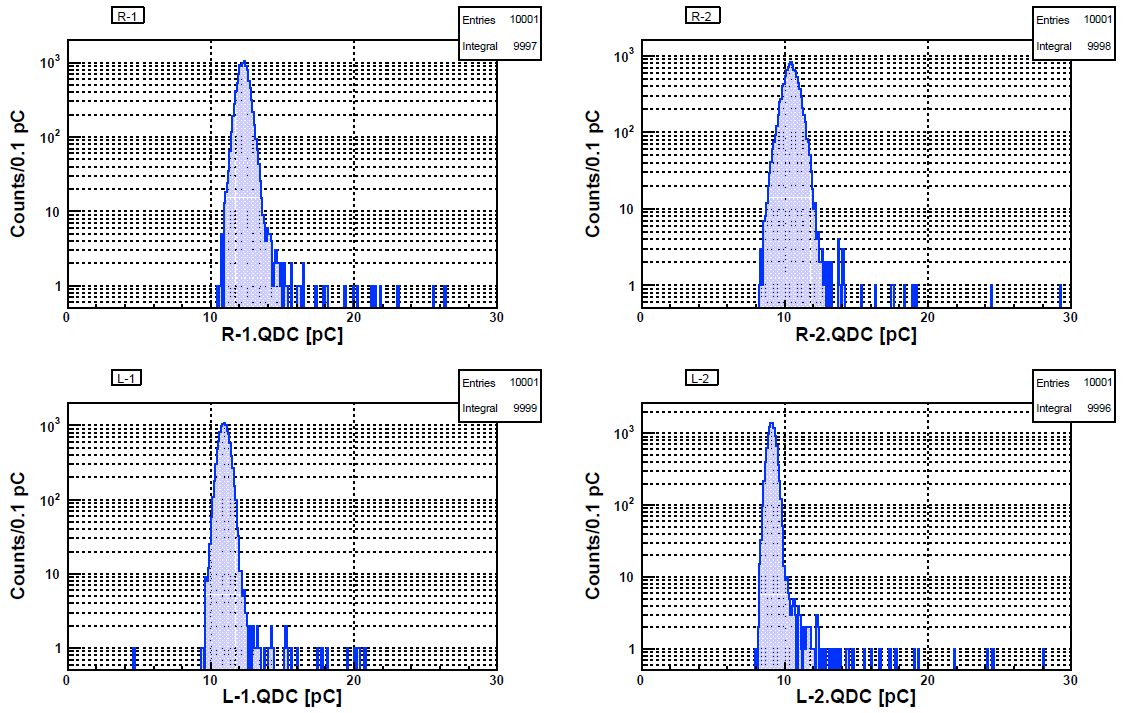 R-1
Entries 10001
Integral 9997
Counts/0.1 pC
10³
10²
10
1
0 10 20 30
R-1.QDC [pC]
R-2
Entries 10001
Integral 9998
Counts/0.1 pC
10³
10²
10
1
0 10 20 30
R-2.QDC [pC]
L-1
Entries 10001
Integral 9999
Counts/0.1 pC
10³
10²
10
1
0 10 20 30
L-1.QDC [pC]
L-2
Entries 10001
Integral 9996
Counts/0.1 pC
10³
10²
10
1
0 10 20 30
L-2.QDC [pC]